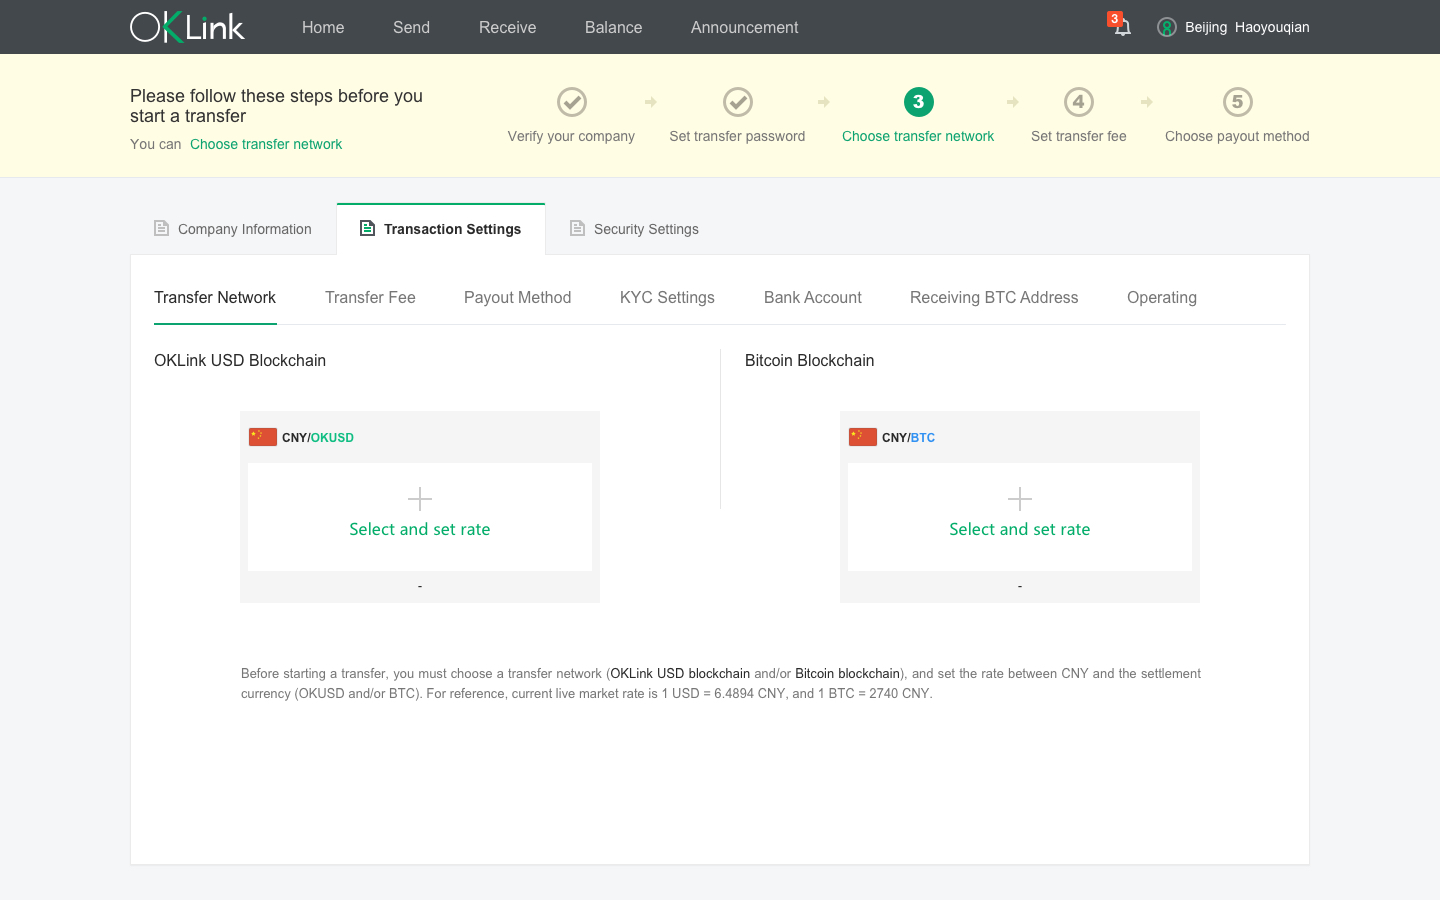 OKLink
Home Send Receive Balance Announcement
3
Beijing Haoyouqian
Please follow these steps before you
start a transfer
You can Choose transfer network
3 4 5
Verify your company Set transfer password Choose transfer network Set transfer fee Choose payout method
Company Information Transaction Settings Security Settings
Transfer Network Transfer Fee Payout Method KYC Settings Bank Account Receiving BTC Address Operating
OKLink USD Blockchain
CNY/OKUSD
Select and set rate
-
Bitcoin Blockchain
CNY/BTC
Select and set rate
-
Before starting a transfer, you must choose a transfer network (OKLink USD blockchain and/or Bitcoin blockchain), and set the rate between CNY and the settlement
currency (OKUSD and/or BTC). For reference, current live market rate is 1 USD = 6.4894 CNY, and 1 BTC = 2740 CNY.